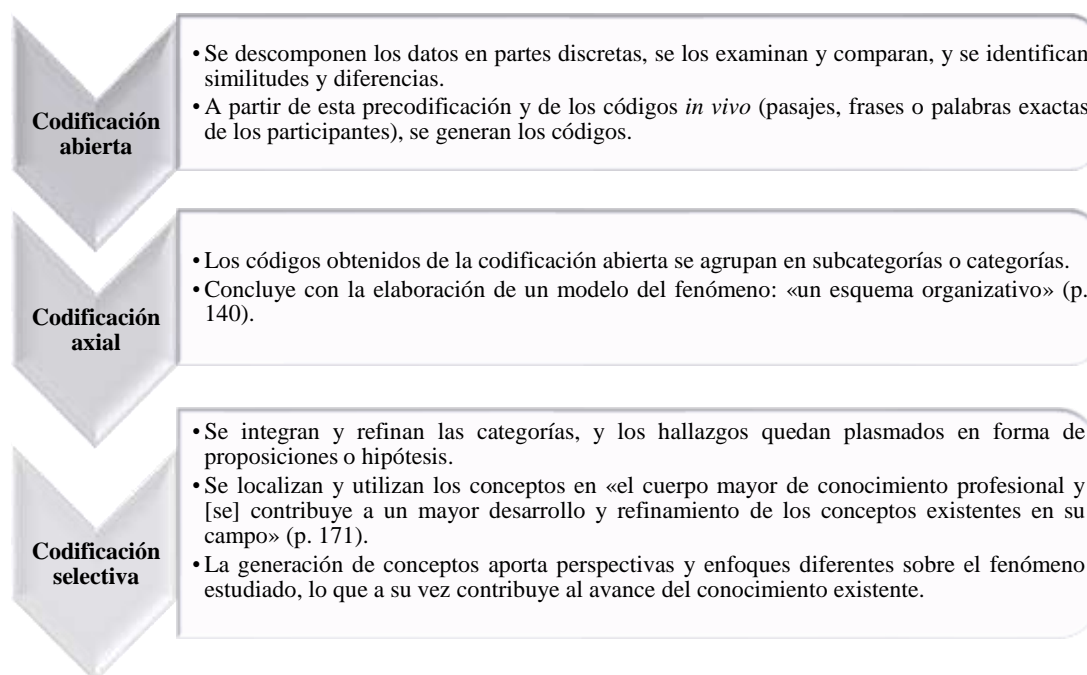 Codificación
abierta
• Se descomponen los datos en partes discretas, se los examinan y comparan, y se identifican
similitudes y diferencias.
• A partir de esta precodificación y de los códigos in vivo (pasajes, frases o palabras exactas
de los participantes), se generan los códigos.
Codificación
axial
• Los códigos obtenidos de la codificación abierta se agrupan en subcategorías o categorías.
• Concluye con la elaboración de un modelo del fenómeno: «un esquema organizativo» (p.
140).
Codificación
selectiva
• Se integran y refinan las categorías, y los hallazgos quedan plasmados en forma de
proposiciones o hipótesis.
• Se localizan y utilizan los conceptos en «el cuerpo mayor de conocimiento profesional y
[se] contribuye a un mayor desarrollo y refinamiento de los conceptos existentes en su
campo» (p. 171).
• La generación de conceptos aporta perspectivas y enfoques diferentes sobre el fenómeno
estudiado, lo que a su vez contribuye al avance del conocimiento existente.